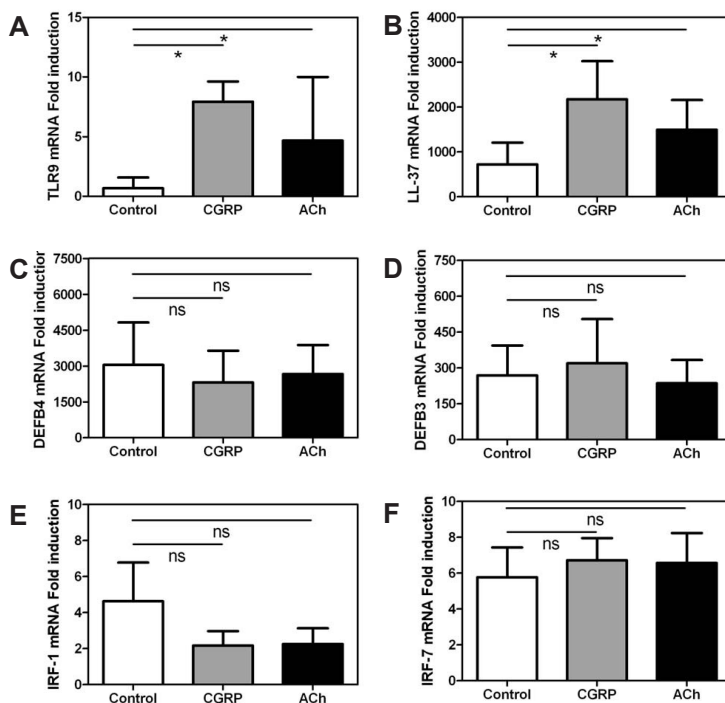 A
TLR9 mRNA Fold induction
15
10
5
0
*
*
Control CGRP ACh
B
LL-37 mRNA Fold induction
4000
3000
2000
1000
0
*
*
Control CGRP ACh
C
DEFB4 mRNA Fold induction
7500
6000
4500
3000
1500
0
ns
ns
Control CGRP ACh
D
DEFB3 mRNA Fold induction
750
600
450
300
150
0
ns
ns
Control CGRP ACh
E
IRF-1 mRNA Fold induction
10
8
6
4
2
0
ns
ns
Control CGRP ACh
F
IRF-7 mRNA Fold induction
10
8
6
4
2
0
ns
ns
Control CGRP ACh